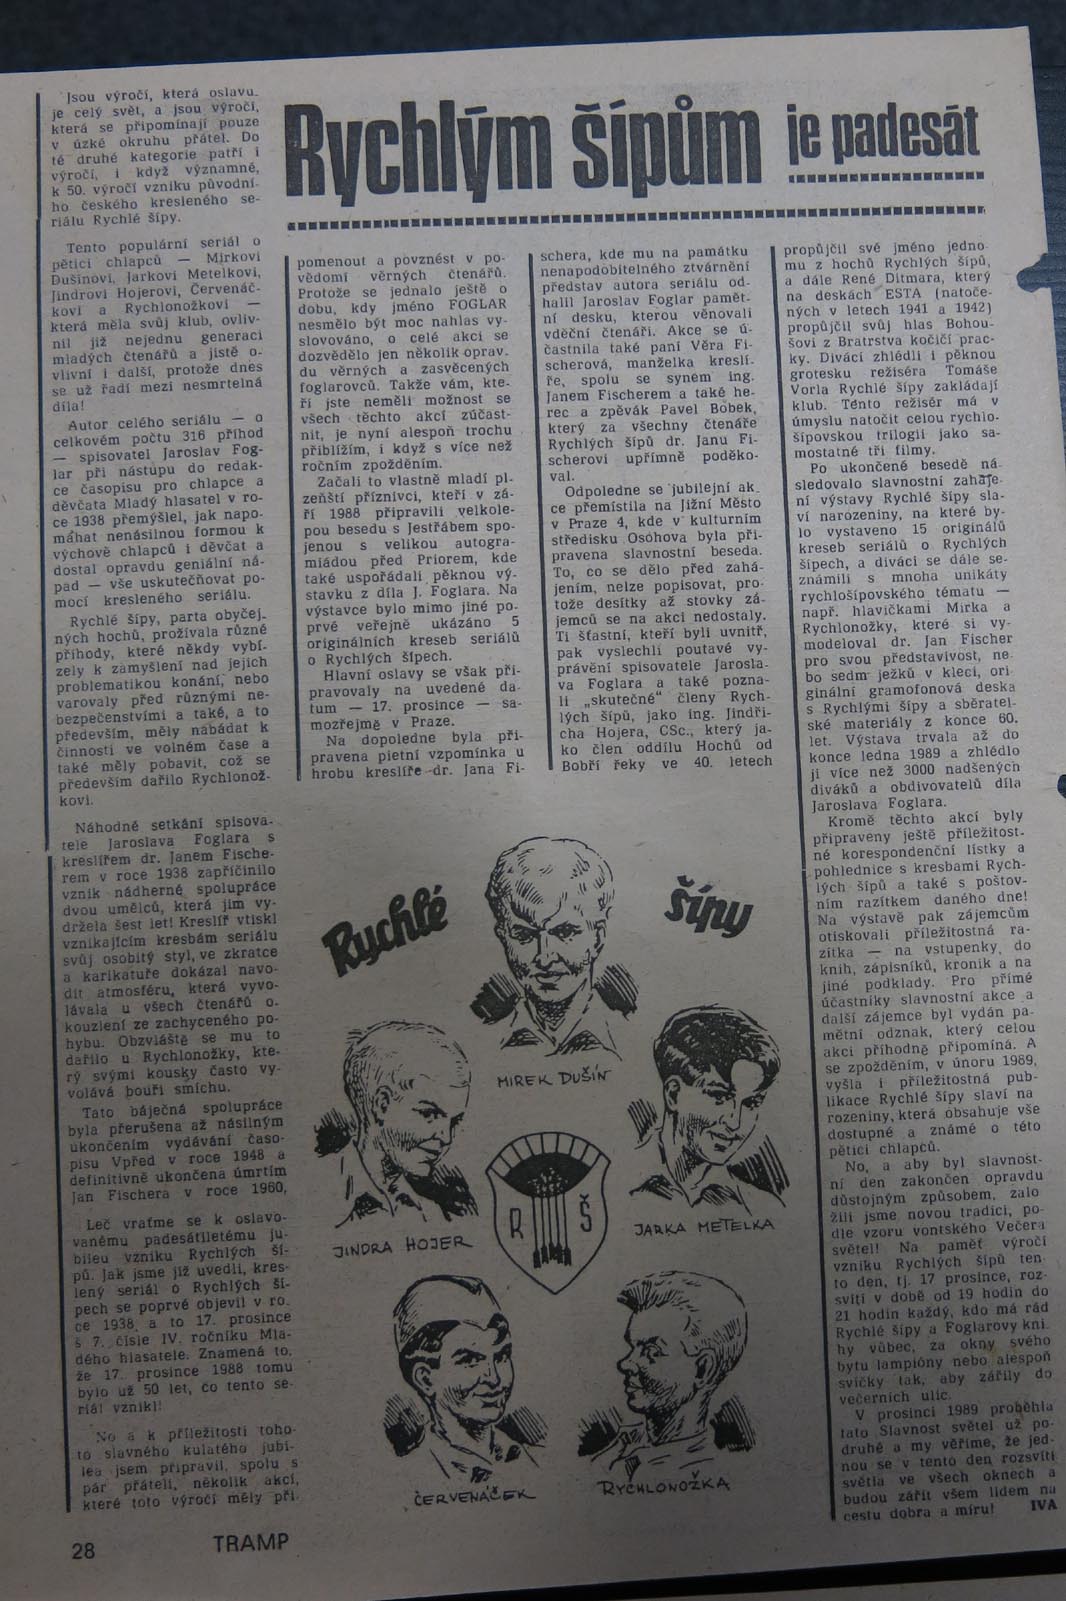 Rychlým šípům je padesát
Jsou výročí, která oslavu-
je celý svět, a jsou výročí,
která se připomínají pouze
v úzké okruhu přátel. Do
té druhé kategorie patří i
výročí, i když významné,
k 50. výročí vzniku původní-
ho českého kresleného se-
riálu Rychlé šípy.
Tento populární seriál o
pětici chlapců — Mirkovi
Dušínovi, Jarkovi Metelkovi,
Jindrovi Hojerovi, Červenáč-
kovi a Rychlonožkovi —
která měla svůj klub, ovliv-
nil již nejednu generaci
mladých čtenářů a jistě o-
vlivní i další, protože dnes
se už řadí mezi nesmrtelná
díla!
Autor celého seriálu — o
celkovém počtu 316 příhod
— spisovatel Jaroslav Fog-
lar při nástupu do redak-
ce časopisu pro chlapce a
děvčata Mladý hlasatel v ro-
ce 1938 přemýšlel, jak napo-
máhat nenásilnou formou k
výchově chlapců i děvčat a
dostal opravdu geniální ná-
pad — vše uskutečňovat po-
mocí kresleného seriálu.
Rychlé šípy, parta obyčej-
ných hochů, prožívala různé
příhody, které někdy vybí-
zely k zamyšlení nad jejich
problematikou konání, nebo
varovaly před různými ne-
bezpečenstvími a také, a to
především, měly nabádat k
činnosti ve volném čase a
také měly pobavit, což se
především dařilo Rychlonož-
kovi.
Náhodné setkání spisova-
tele Jaroslava Foglara s
kreslířem dr. Janem Fische-
rem v roce 1938 zapříčinilo
vznik nádherné spolupráce
dvou umělců, která jim vy-
držela šest let! Kreslíř vtiskl
vznikajícím kresbám seriálu
svůj osobitý styl, ve zkratce
a karikatuře dokázal navo-
dit atmosféru, která vyvo-
lávala u všech čtenářů o-
kouzlení ze zachyceného po-
hybu. Obzvláště se mu to
dařilo u Rychlonožky, kte-
rý svými kousky často vy-
volává bouři smíchu.
Tato báječná spolupráce
byla přerušena až násilným
ukončením vydávání časo-
pisu Vpřed v roce 1948 a
definitivně ukončena úmrtím
Jan Fischera v roce 1960,
Leč vraťme se k oslavo-
vanému padesátiletému ju-
bileu vzniku Rychlých ší-
pů. Jak jsme již uvedli, kres-
lený seriál o Rychlých ší-
pech se poprvé objevil v ro-
ce 1938, a to 17. prosince
š 7. čísle IV. ročníku Mla-
dého hlasatele. Znamená to,
že 17. prosince 1988 tomu
bylo už 50 let, co tento se-
riál vznikl!
No a k příležitosti toho-
to slavného kulatého jubi-
lea jsem připravil, spolu s
pár přáteli, několik akcí,
které toto výročí měly při-
pomenout a povznést v po-
vědomí věrných čtenářů.
Protože se jednalo ještě o
dobu, kdy jméno FOGLAR
nesmělo být moc nahlas vy-
slovováno, o celé akci se
dozvědělo jen několik oprav-
du věrných a zasvěcených
foglarovců. Takže vám, kte-
ří jste neměli možnost se
všech těchto akcí zúčast-
nit, je nyní alespoň trochu
přiblížím, i když s více než
ročním zpožděním.
Začali to vlastně mladí pl-
zeňští příznivci, kteří v zá-
ří 1988 připravili velkole-
pou besedu s Jestřábem spo-
jenou s velikou autogra-
miádou před Priorem, kde
také uspořádali pěknou vý-
stavku z díla J. Foglara. Na
výstavce bylo mimo jiné po-
prvé veřejně ukázáno 5
originálních kreseb seriálů
o Rychlých šípech.
Hlavní oslavy se však při-
pravovaly na uvedené da-
tum — 17. prosince — sa-
mozřejmě v Praze.
Na dopoledne byla při-
pravena pietní vzpomínka u
hrobu kreslíře dr. Jana Fi-
schera, kde mu na památku
nenapodobitelného ztvárnění
představ autora seriálu od-
halil Jaroslav Foglar pamět-
ní desku, kterou věnovali
vděční čtenáři. Akce se ú-
častnila také paní Věra Fi-
scherová, manželka kreslí-
ře, spolu se synem ing.
Janem Fischerem a také he-
rec a zpěvák Pavel Bobek,
který za všechny čtenáře
Rychlých šípů dr. Janu Fi-
scherovi upřímně poděko-
val.
Odpoledne se jubilejní ak-
ce přemístila na Jižní Město
v Praze 4, kde v kulturním
středisku Osóhova byla při-
pravena slavnostní beseda.
To, co se dělo před zahá-
jením, nelze popisovat, pro-
tože desítky až stovky zá-
jemců se na akci nedostaly.
Ti šťastní, kteří byli uvnitř,
pak vyslechli poutavé vy-
právění spisovatele Jarosla-
va Foglara a také pozna-
li „skutečné“ členy Rych-
lých šípů, jako ing. Jindři-
cha Hojera, CSc., který ja-
ko člen oddílu Hochů od
Bobří řeky ve 40. letech
propůjčil své jméno jedno-
mu z hochů Rychlých šípů,
a dále René Ditmara, který
na deskách ESTA (natoče-
ných v letech 1941 a 1942)
propůjčil svůj hlas Bohou-
šovi z Bratrstva kočičí prac-
ky. Diváci zhlédli i pěknou
grotesku režiséra Tomáše
Vorla Rychlé šípy zakládají
klub. Tento režisér má v
úmyslu natočit celou rychlo-
šípovskou trilogii jako sa-
mostatné tři filmy.
Po ukončené besedě ná-
sledovalo slavnostní zaháje-
ní výstavy Rychlé šípy sla-
ví narozeniny, na které by-
lo vystaveno 15 originálů
kreseb seriálů o Rychlých
šípech, a diváci se dále se-
známili s mnoha unikáty
rychlošípovského tématu —
např. hlavičkami Mirka a
Rychlonožky, které si vy-
modeloval dr. Jan Fischer
pro svou představivost, ne-
bo sedm ježků v kleci, ori-
ginální gramofonová deska
s Rychlými šípy a sběratel-
ské materiály z konce 60.
let. Výstava trvala až do
konce ledna 1989 a zhlédlo
ji více než 3000 nadšených
diváků a obdivovatelů díla
Jaroslava Foglara.
Kromě těchto akcí byly
připraveny ještě příležitost-
né korespondenční lístky a
pohlednice s kresbami Rych-
lých šípů a také s poštov-
ním razítkem daného dne!
Na výstavě pak zájemcům
otiskovali příležitostná ra-
zítka — na vstupenky, do
knih, zápisníků, kronik a na
jiné podklady. Pro přímé
účastníky slavnostní akce a
další zájemce byl vydán pa-
mětní odznak, který celou
akci příhodně připomíná. A
se zpožděním, v únoru 1989,
vyšla i příležitostná pub-
likace Rychlé šípy slaví na-
rozeniny, která obsahuje vše
dostupné a známé o této
pětici chlapců.
No, a aby byl slavnost-
ní den zakončen opravdu
důstojným způsobem, zalo-
žili jsme novou tradici, po-
dle vzoru vontského Večera
světel! Na paměť výročí
vzniku Rychlých šípů ten-
to den, tj. 17 prosince, roz-
svítí v době od 19 hodin do
21 hodin každý, kdo má rád
Rychlé šípy a Foglarovy kni-
hy vůbec, za okny svého
bytu lampióny nebo alespoň
svíčky tak, aby zářily do
večerních ulic.
V prosinci 1989 proběhla
tato Slavnost světel už po-
druhé a my věříme, že jed-
nou se v tento den rozsvítí
světla ve všech oknech a
budou zářit všem lidem na
cestu dobra a míru! IVA
Rychlé šípy
MIREK DUŠÍN
JINDRA HOJER
R Š
JARKA METELKA
ČERVENÁČEK
RYCHLONOŽKA
28 TRAMP